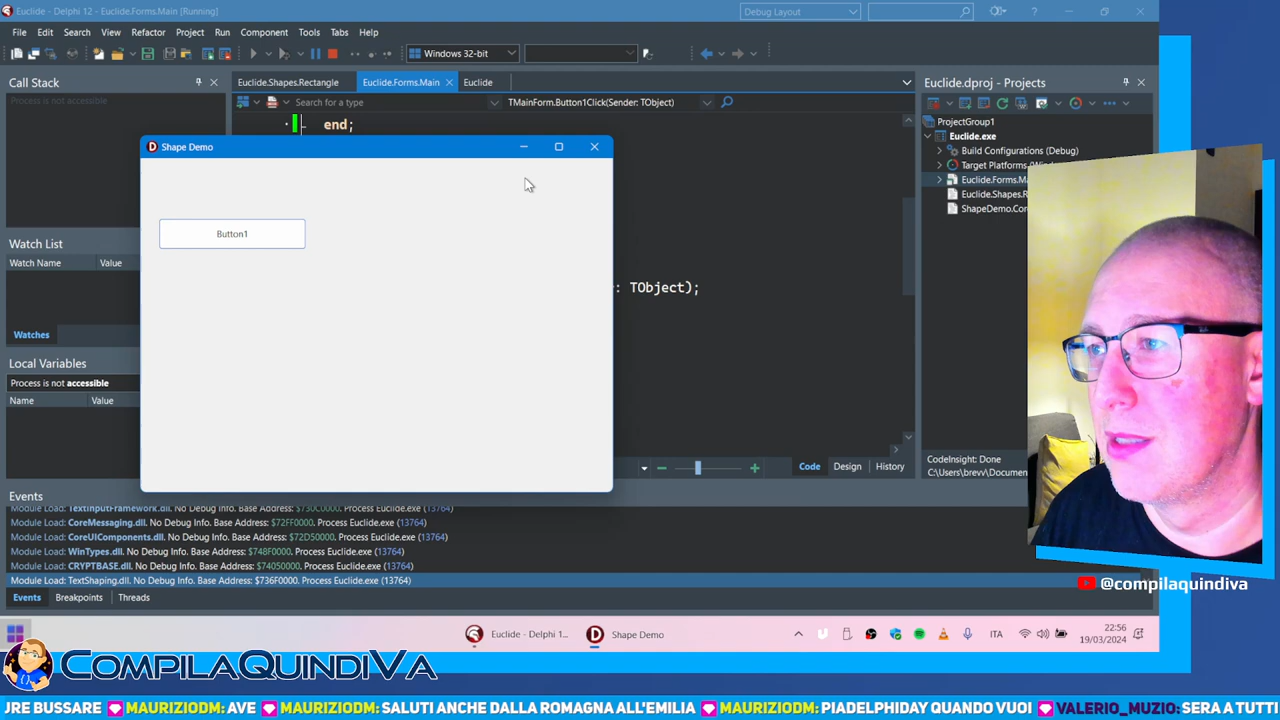 Euclide - Delphi 12 - Euclide.Forms.Main [Running]
Debug Layout
File Edit Search View Refactor Project Run Component Tools Tabs Help
Windows 32-bit
Call Stack
Process is not accessible
Euclide.Shapes.Rectangle Euclide.Forms.Main Euclide
Search for a type
TMainForm.Button1Click(Sender: TObject)
end;
Shape Demo
Button1
: TObject);
Euclide.dproj - Projects
ProjectGroup1
Euclide.exe
Build Configurations (Debug)
Target Platforms
Euclide.Forms.Ma
Euclide.Shapes.R
ShapeDemo.Cor
Watch List
Watch Name Value
Watches
Local Variables
Process is not accessible
Name Value
CodeInsight: Done
C:\Users\brevv\Documen
Code Design History
Events
Module Load: TextInputFramework.dll. No Debug Info. Base Address: $730C0000. Process Euclide.exe (13764)
Module Load: CoreMessaging.dll. No Debug Info. Base Address: $72FF0000. Process Euclide.exe (13764)
Module Load: CoreUIComponents.dll. No Debug Info. Base Address: $72D50000. Process Euclide.exe (13764)
Module Load: WinTypes.dll. No Debug Info. Base Address: $748F0000. Process Euclide.exe (13764)
Module Load: CRYPTBASE.dll. No Debug Info. Base Address: $74050000. Process Euclide.exe (13764)
Module Load: TextShaping.dll. No Debug Info. Base Address: $736F0000. Process Euclide.exe (13764)
Events Breakpoints Threads
@compilaquindiva
Euclide - Delphi 1... Shape Demo
ITA
22:56
19/03/2024
CompilaQuindiVa
JRE BUSSARE MAURIZIODM: AVE MAURIZIODM: SALUTI ANCHE DALLA ROMAGNA ALL'EMILIA MAURIZIODM: PIADELPHIDAY QUANDO VUOI VALERIO_MUZIO: SERA A TUTTI